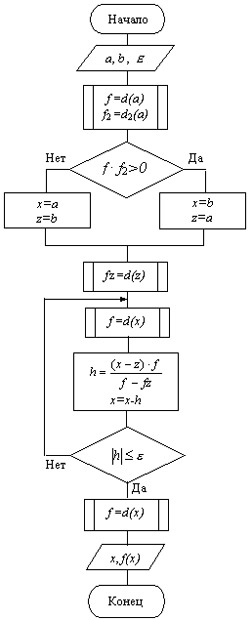 Начало
a, b , E
f =d(a)
f₂=d₂(a)
Нет
Да
f · f₂>0
x=a
z=b
x=b
z=a
fz=d(z)
f=d(x)
h = (x − z) · f / f − fz
x=x-h
|h| ≤ ε
Нет
Да
f=d(x)
x, f(x)
Конец